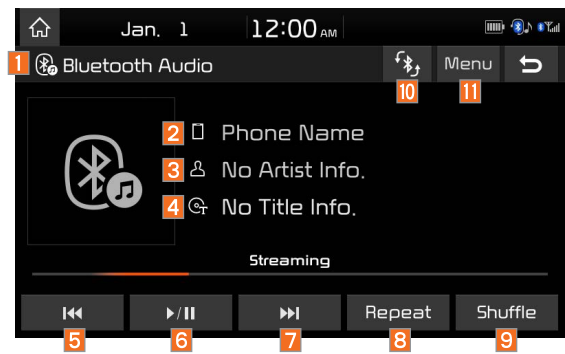 Jan. 1 12:00 AM
1 Bluetooth Audio Menu
10 11
2 Phone Name
3 No Artist Info.
4 No Title Info.
Streaming
Repeat Shuffle
5 6 7 8 9